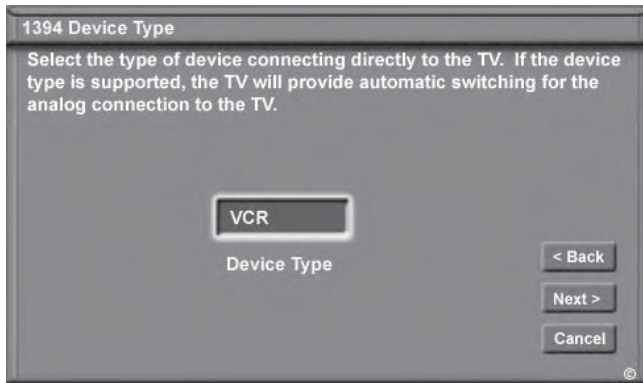 1394 Device Type
Select the type of device connecting directly to the TV. If the device
type is supported, the TV will provide automatic switching for the
analog connection to the TV.
VCR
Device Type
< Back
Next >
Cancel
©